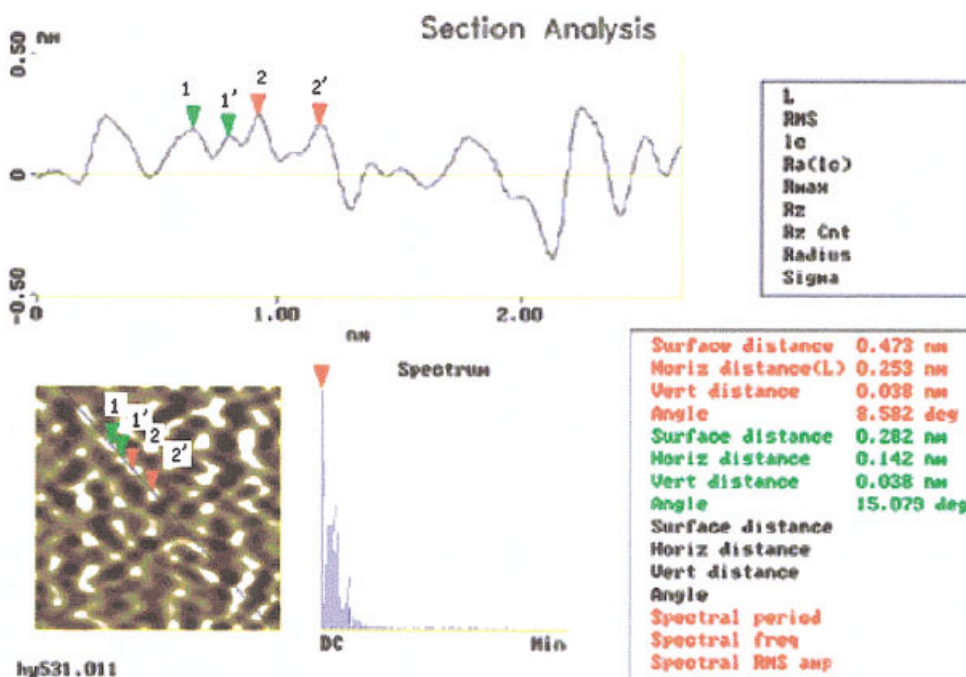 Section Analysis
nm
0.50
0
-0.50
1 1' 2 2'
0 1.00 2.00
nm
L
RMS
lc
Ra(lc)
Rmax
Rz
Rz Cnt
Radius
Sigma
Spectrum
1
1'
2
2'
DC Min
Surface distance 0.473 nm
Horiz distance(L) 0.253 nm
Vert distance 0.038 nm
Angle 8.582 deg
Surface distance 0.282 nm
Horiz distance 0.142 nm
Vert distance 0.038 nm
Angle 15.079 deg
Surface distance
Horiz distance
Vert distance
Angle
Spectral period
Spectral freq
Spectral RMS amp
hy531.011